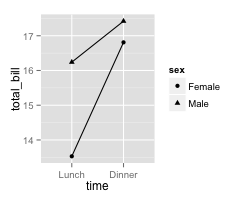 total_bill
17
16
15
14
Lunch
Dinner
time
sex
Female
Male